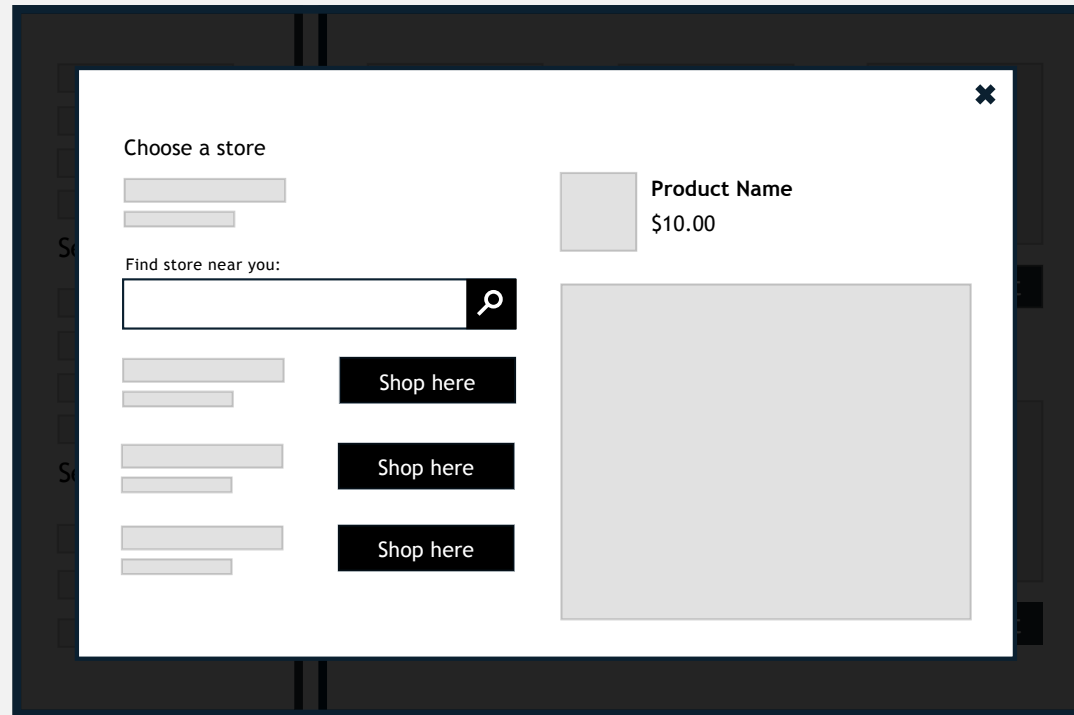 Choose a store
Product Name
$10.00
Find store near you:
Shop here
Shop here
Shop here